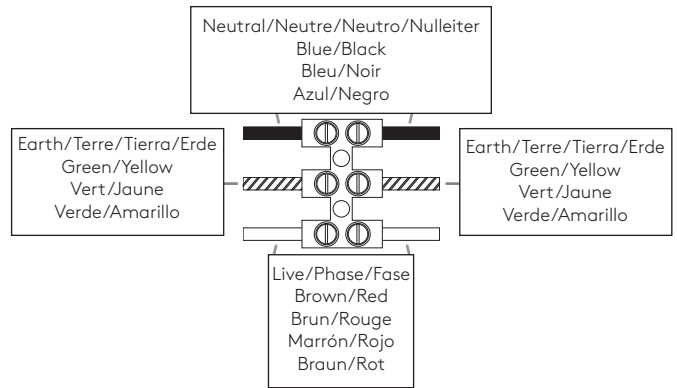 Neutral/Neutre/Neutro/Nulleiter
Blue/Black
Bleu/Noir
Azul/Negro
Earth/Terre/Tierra/Erde
Green/Yellow
Vert/Jaune
Verde/Amarillo
Earth/Terre/Tierra/Erde
Green/Yellow
Vert/Jaune
Verde/Amarillo
Live/Phase/Fase
Brown/Red
Brun/Rouge
Marrón/Rojo
Braun/Rot